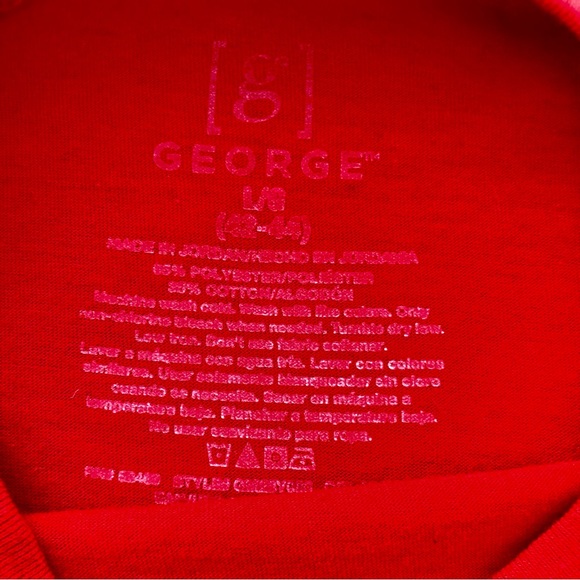 [g]
GEORGE™
L/G
(42-44)
MADE IN JORDAN/HECHO EN JORDANIA
65% POLYESTER/POLIÉSTER
35% COTTON/ALGODÓN
Machine wash cold. Wash with like colors. Only
non-chlorine bleach when needed. Tumble dry low.
Low iron. Don't use fabric softener.
Lavar a máquina con agua fría. Lavar con colores
similares. Usar solamente blanqueador sin cloro
cuando se necesita. Secar en máquina a
temperatura baja. Planchar a temperatura baja.
No usar suavizante para ropa.